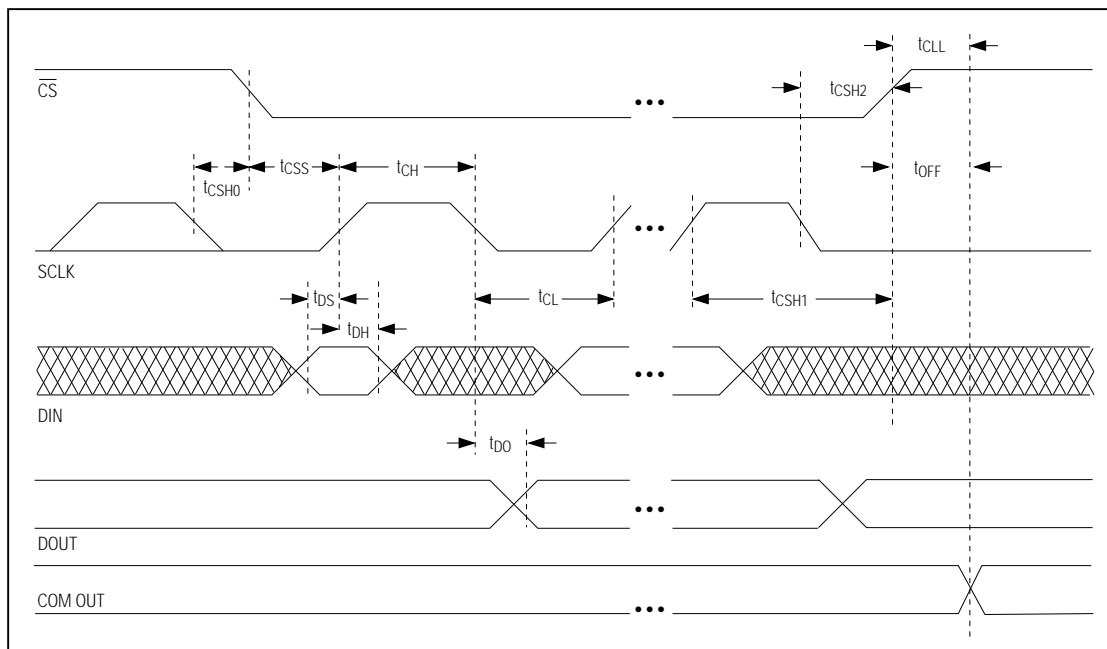 tCLL
CS
tCSH2
•••
tCSS
tCH
tOFF
tCSH0
•••
SCLK
tDS
tCL
tCSH1
tDH
•••
DIN
tDO
•••
DOUT
COM OUT
•••